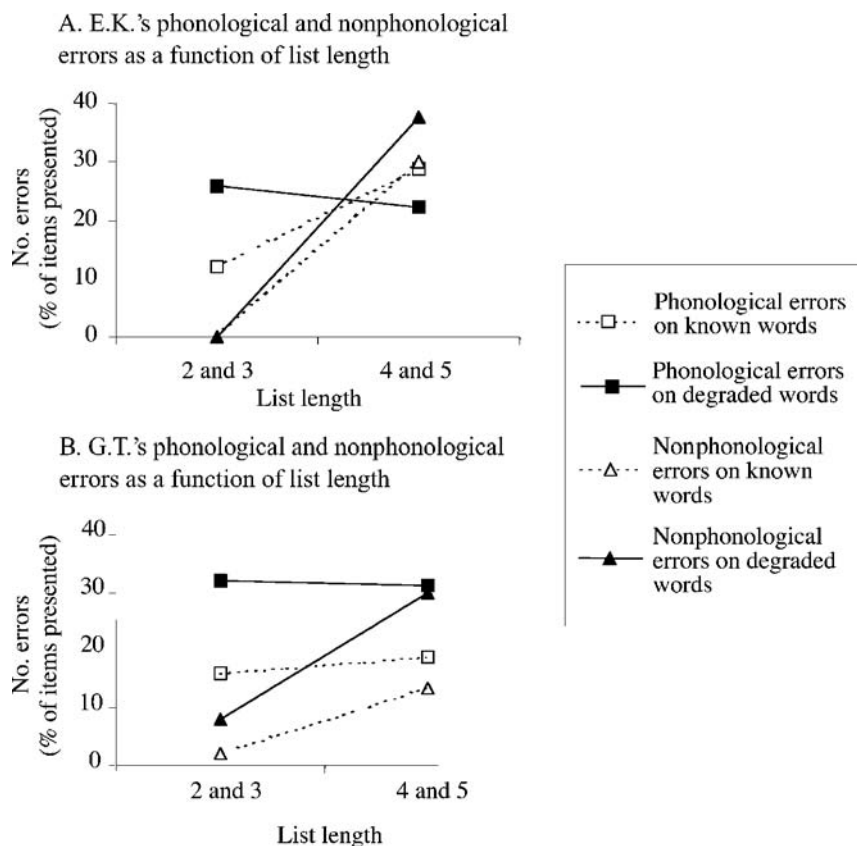 A. E.K.'s phonological and nonphonological
errors as a function of list length
No. errors
(% of items presented)
40
30
20
10
0
2 and 3
4 and 5
List length
B. G.T.'s phonological and nonphonological
errors as a function of list length
No. errors
(% of items presented)
40
30
20
10
0
2 and 3
4 and 5
List length
Phonological errors
on known words
Phonological errors
on degraded words
Nonphonological
errors on known
words
Nonphonological
errors on degraded
words